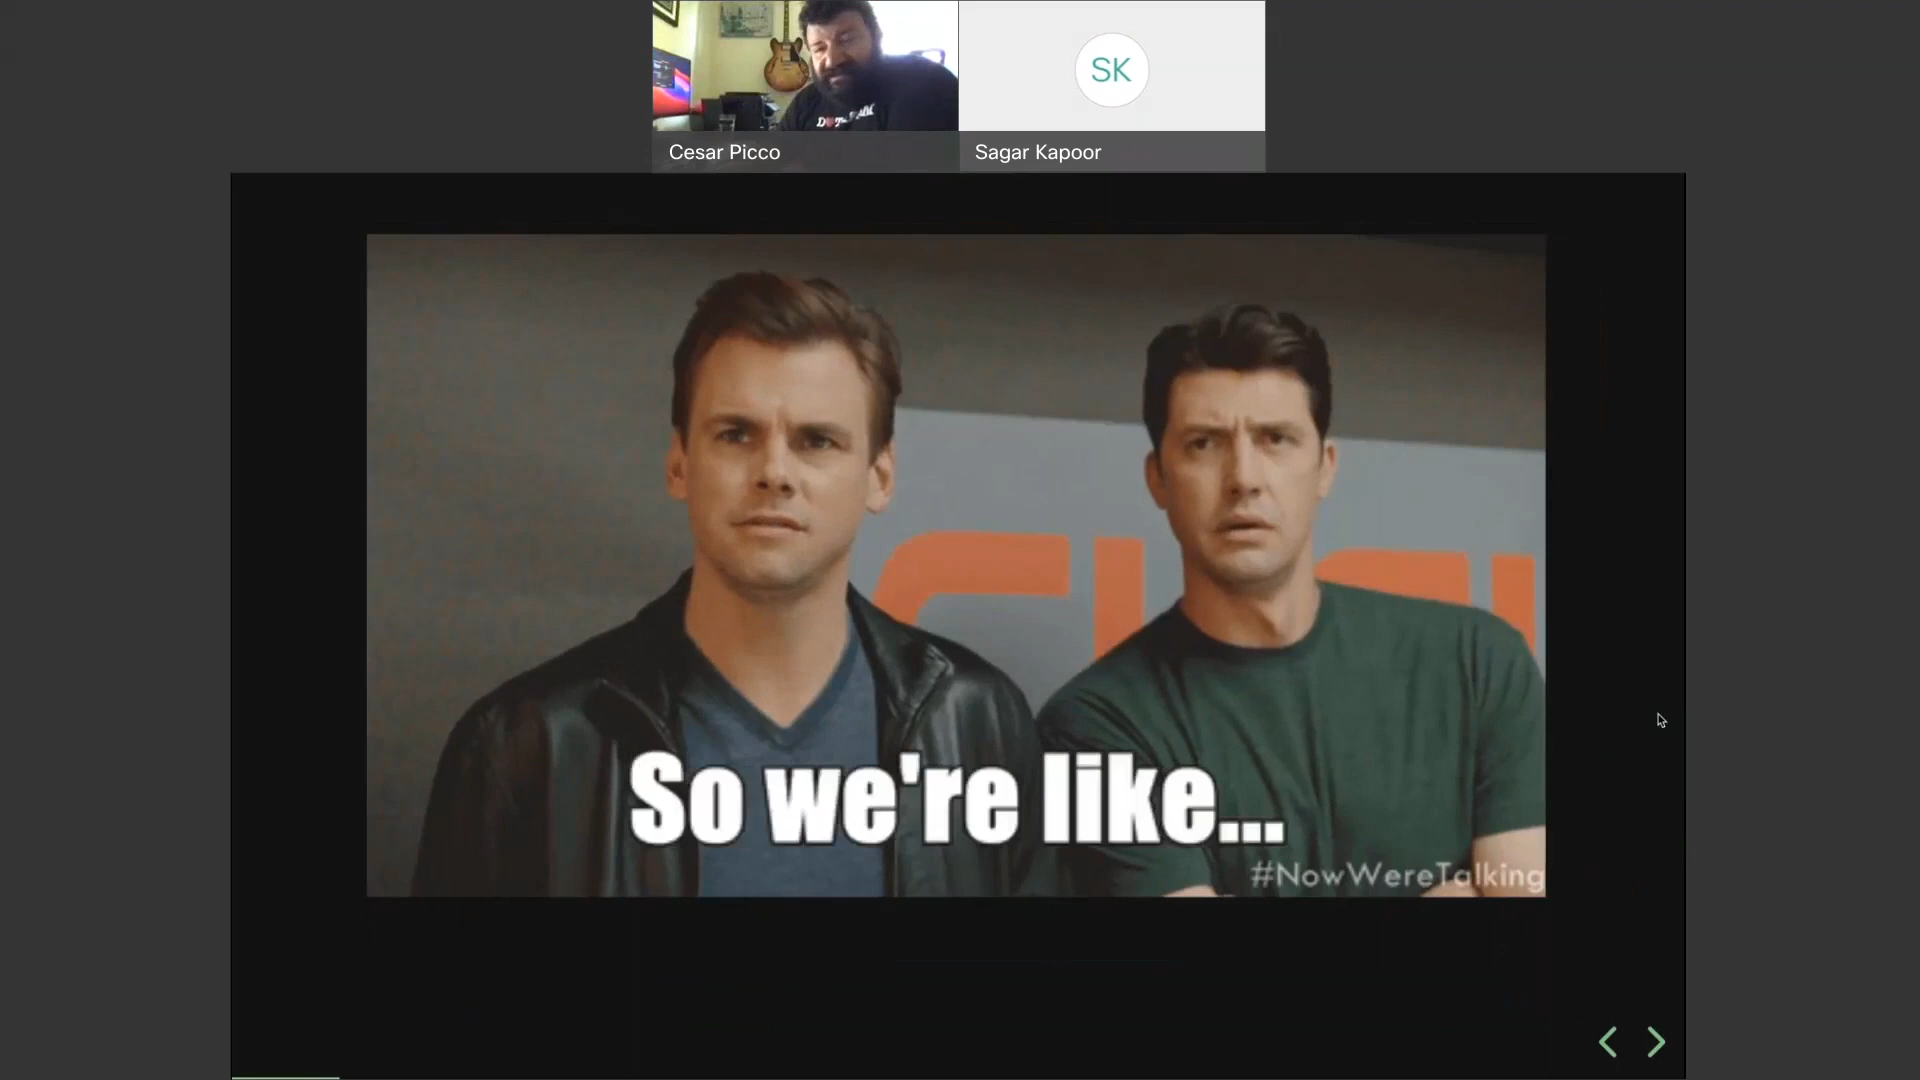 SK
Cesar Picco
Sagar Kapoor
So we're like...
#NowWereTalking